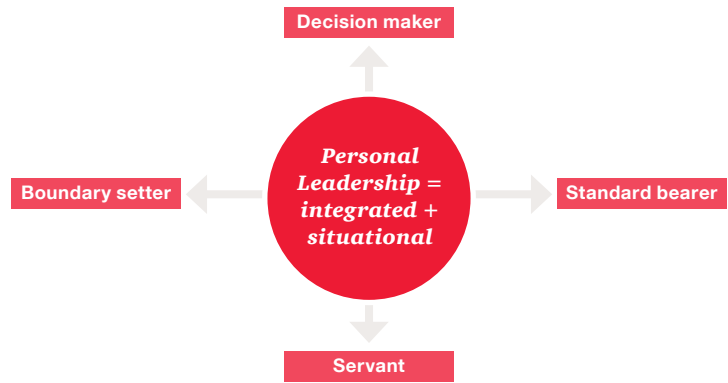 Decision maker
Personal
Leadership =
integrated +
situational
Boundary setter
Standard bearer
Servant